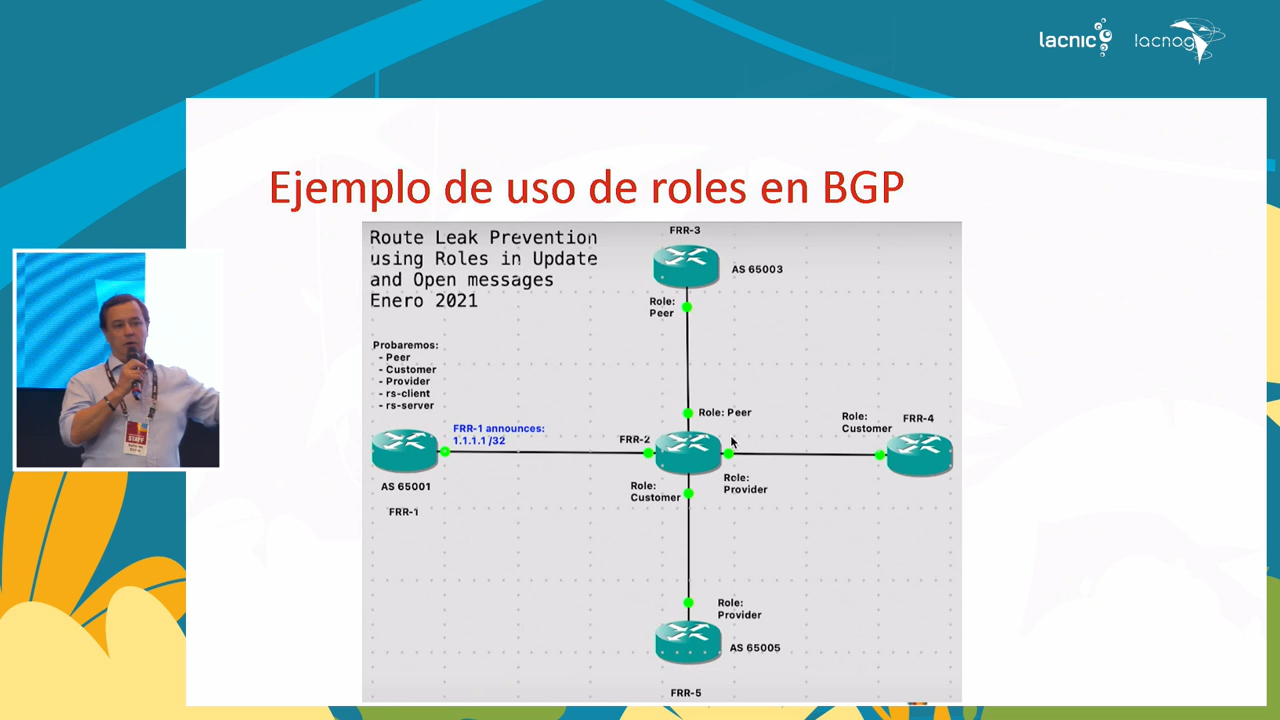 lacnic
lacnog
Ejemplo de uso de roles en BGP
Route Leak Prevention
using Roles in Update
and Open messages
Enero 2021
FRR-3
AS 65003
Role:
Peer
Probaremos:
- Peer
- Customer
- Provider
- rs-client
- rs-server
FRR-1 announces:
1.1.1.1 /32
AS 65001
FRR-1
FRR-2
Role: Peer
Role:
Customer
FRR-4
Role:
Customer
Role:
Provider
Role:
Provider
AS 65005
FRR-5
STAFF